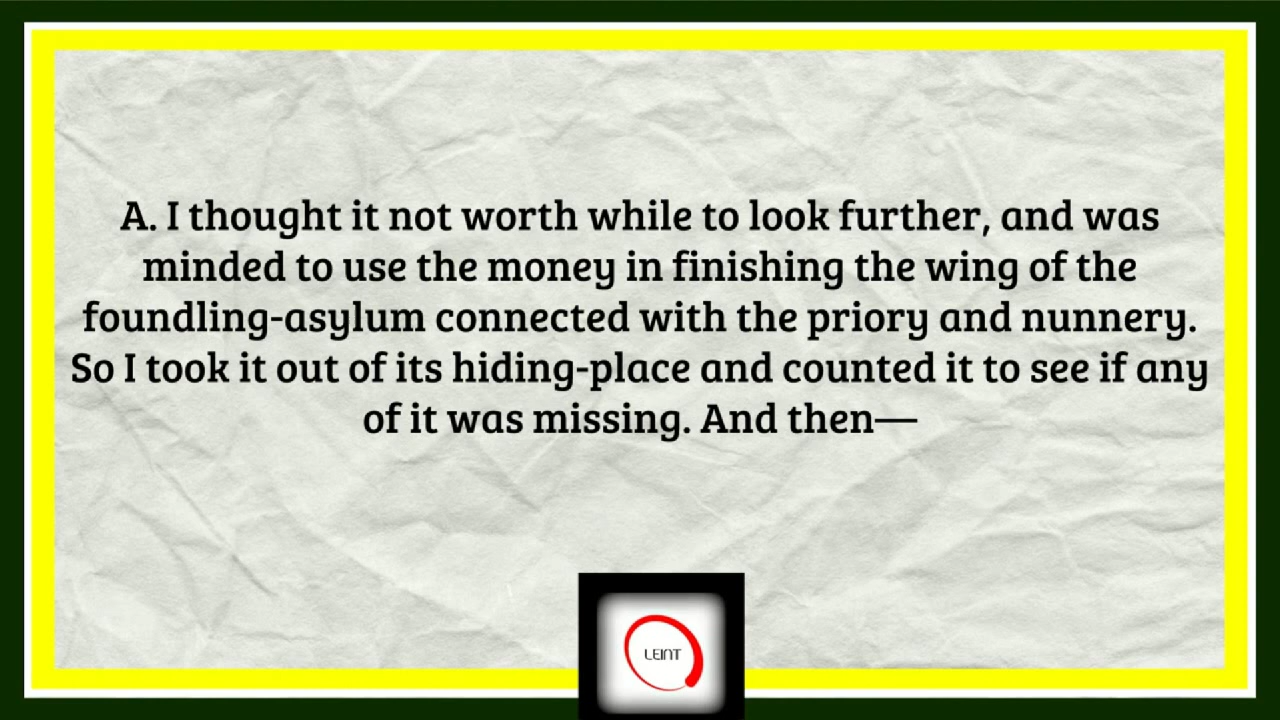 A. I thought it not worth while to look further, and was
minded to use the money in finishing the wing of the
foundling-asylum connected with the priory and nunnery.
So I took it out of its hiding-place and counted it to see if any
of it was missing. And then—
LEINT